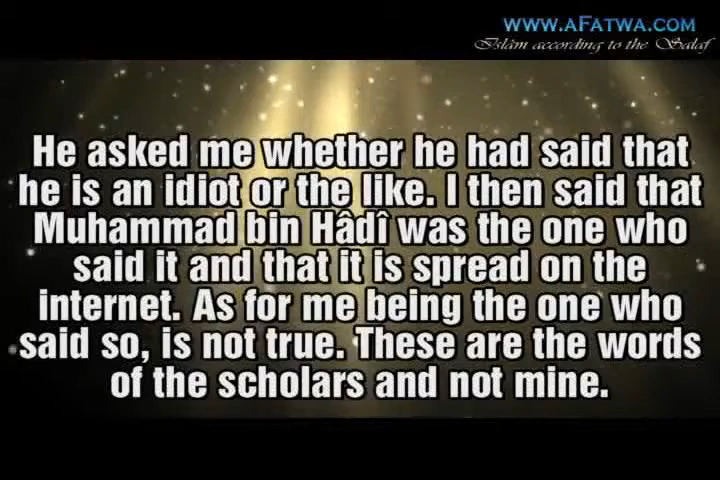 www.aFatwa.com
Islâm according to the Salaf
He asked me whether he had said that
he is an idiot or the like. I then said that
Muhammad bin Hâdî was the one who
said it and that it is spread on the
internet. As for me being the one who
said so, is not true. These are the words
of the scholars and not mine.